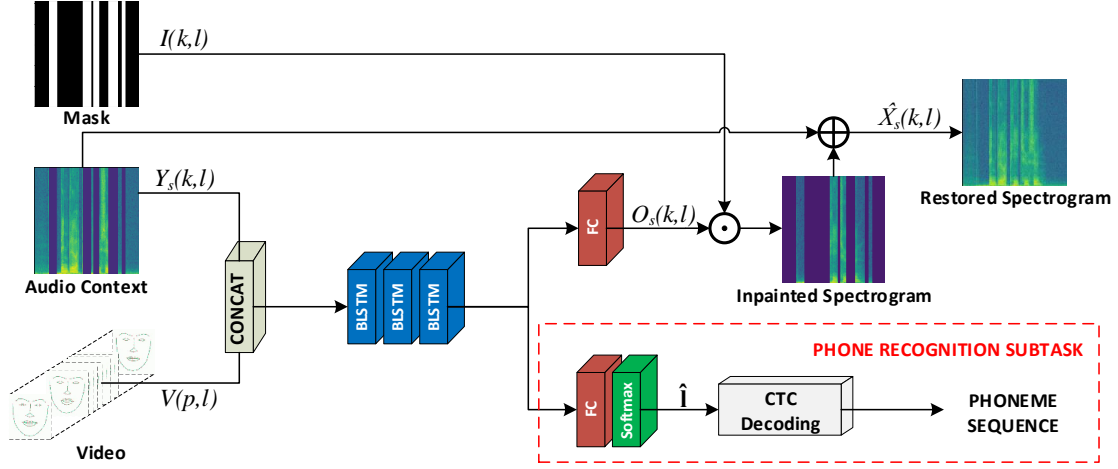 I(k,l)
Mask
X̂ₛ(k,l)
Yₛ(k,l)
Restored Spectrogram
FC
Oₛ(k,l)
Audio Context
CONCAT
BLSTM
BLSTM
BLSTM
Inpainted Spectrogram
PHONE RECOGNITION SUBTASK
V(p,l)
Video
FC
Softmax
l̂
CTC
Decoding
PHONEME
SEQUENCE